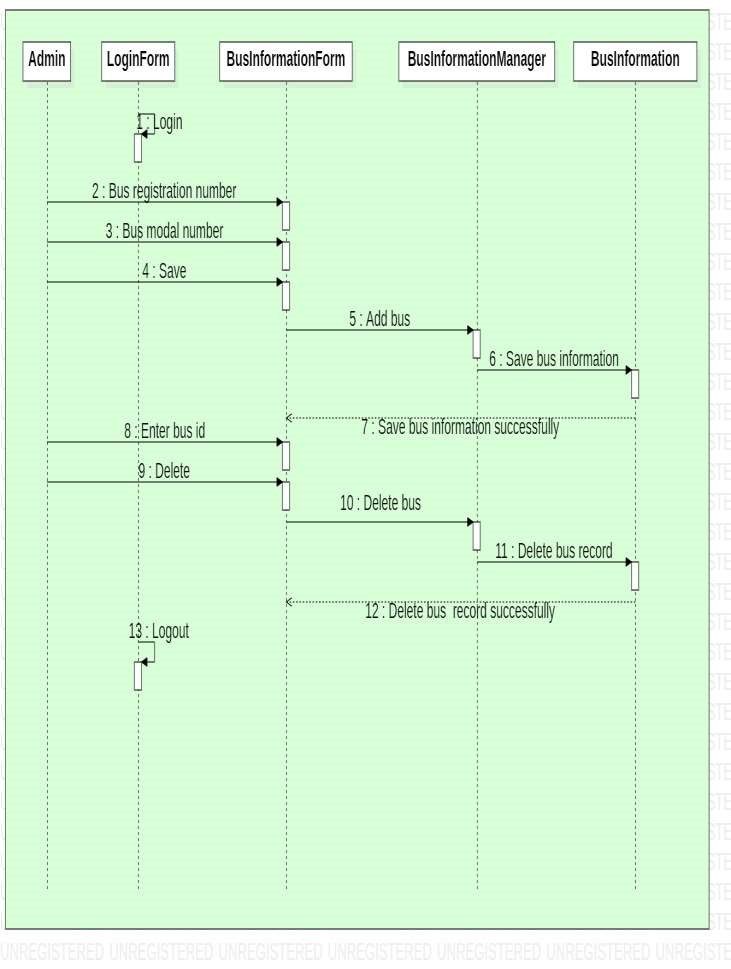 Admin LoginForm BusInformationForm BusInformationManager BusInformation
1 : Login
2 : Bus registration number
3 : Bus modal number
4 : Save
5 : Add bus
6 : Save bus information
7 : Save bus information successfully
8 : Enter bus id
9 : Delete
10 : Delete bus
11 : Delete bus record
12 : Delete bus record successfully
13 : Logout
UNREGISTERED UNREGISTERED UNREGISTERED UNREGISTERED UNREGISTERED UNREGISTERED UNREGISTE